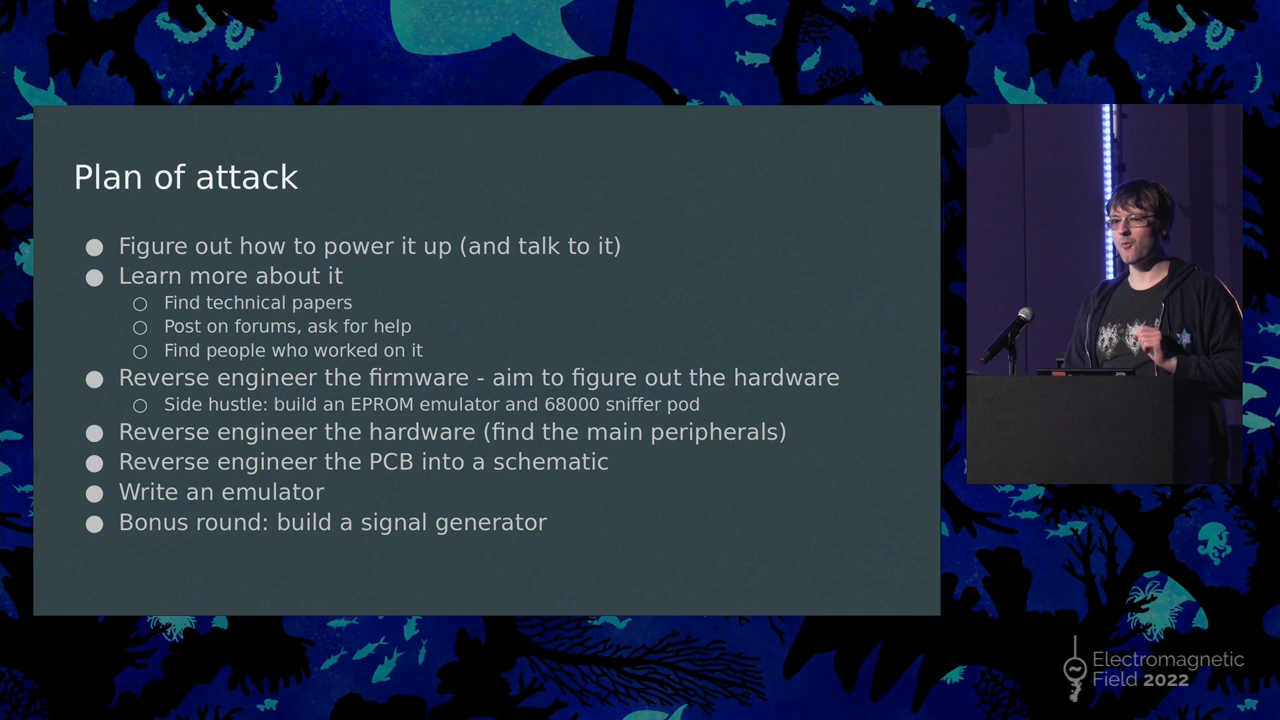 Plan of attack
● Figure out how to power it up (and talk to it)
● Learn more about it
○ Find technical papers
○ Post on forums, ask for help
○ Find people who worked on it
● Reverse engineer the firmware - aim to figure out the hardware
○ Side hustle: build an EPROM emulator and 68000 sniffer pod
● Reverse engineer the hardware (find the main peripherals)
● Reverse engineer the PCB into a schematic
● Write an emulator
● Bonus round: build a signal generator
Electromagnetic
Field 2022